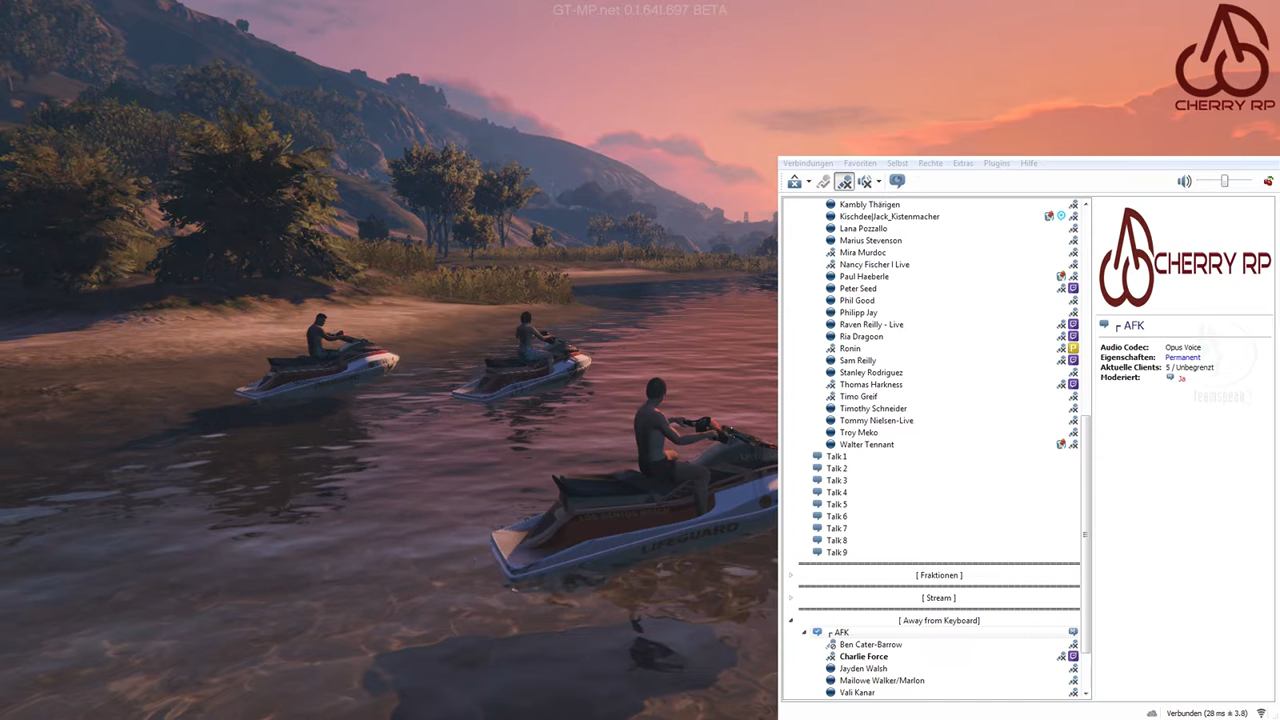 GT-MP.net 0.1.641.697 BETA
CHERRY RP
Verbindungen Favoriten Selbst Rechte Extras Plugins Hilfe
Kambly Thärigen
Kischdee|Jack_Kistenmacher
Lana Pozzallo
Marius Stevenson
Mira Murdoc
Nancy Fischer l Live
Paul Haeberle
Peter Seed
Phil Good
Philipp Jay
Raven Reilly - Live
Ria Dragoon
Ronin
Sam Reilly
Stanley Rodriguez
Thomas Harkness
Timo Greif
Timothy Schneider
Tommy Nielsen-Live
Troy Meko
Walter Tennant
Talk 1
Talk 2
Talk 3
Talk 4
Talk 5
Talk 6
Talk 7
Talk 8
Talk 9
[ Fraktionen ]
[ Stream ]
[ Away from Keyboard]
┌ AFK
Ben Cater-Barrow
Charlie Force
Jayden Walsh
Mailowe Walker/Marlon
Vali Kanar
CHERRY RP
┌ AFK
Audio Codec: Opus Voice
Eigenschaften: Permanent
Aktuelle Clients: 5 / Unbegrenzt
Moderiert: Ja
LIFEGUARD
Verbunden (28 ms ± 3.8)